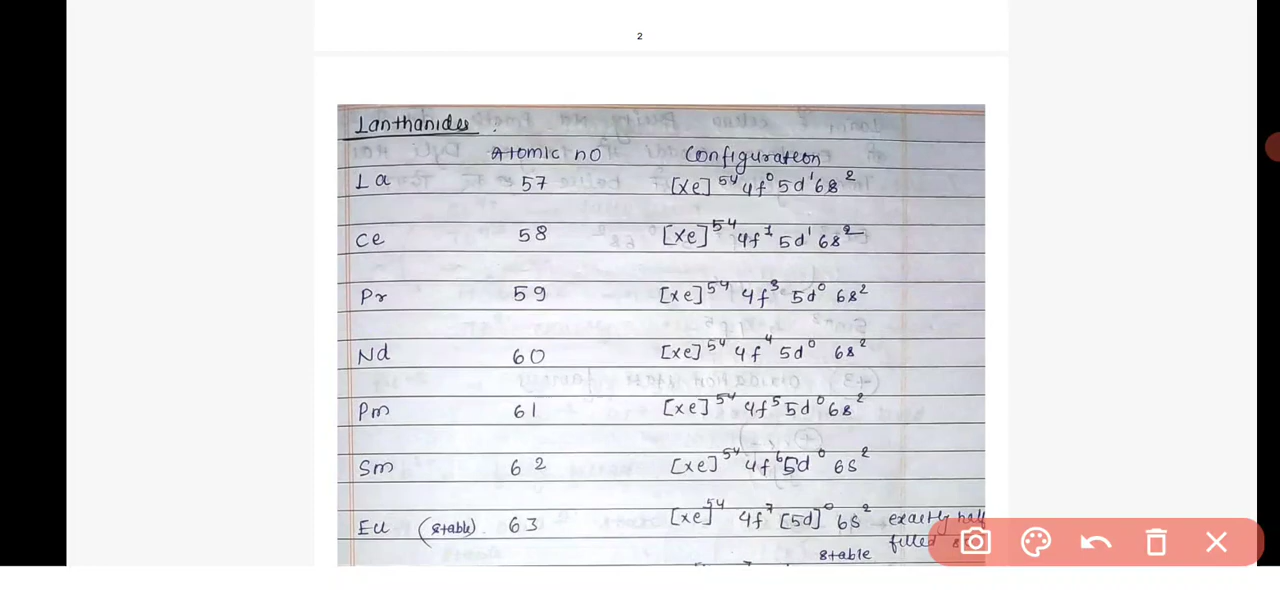 2
Lanthanides.
Atomic no Configuration
La 57 [Xe]⁵⁴ 4f⁰ 5d¹ 6s²
Ce 58 [Xe]⁵⁴ 4f¹ 5d¹ 6s²
Pr 59 [Xe]⁵⁴ 4f³ 5d⁰ 6s²
Nd 60 [Xe]⁵⁴ 4f⁴ 5d⁰ 6s²
Pm 61 [Xe]⁵⁴ 4f⁵ 5d⁰ 6s²
Sm 62 [Xe]⁵⁴ 4f⁶ 5d⁰ 6s²
Eu (stable). 63 [Xe]⁵⁴ 4f⁷ [5d]⁰ 6s² exactly half
filled
stable